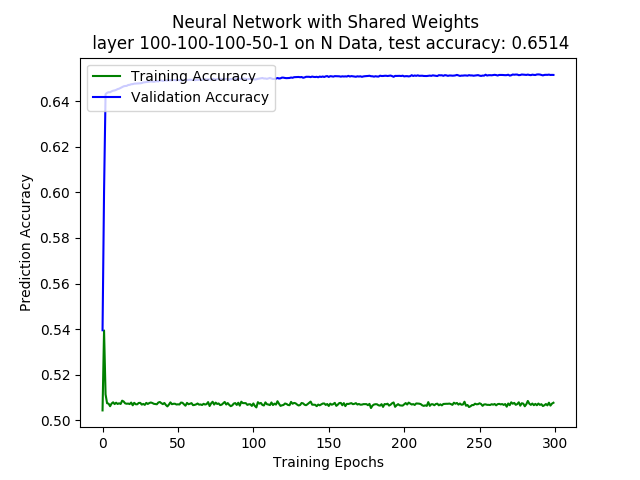 Neural Network with Shared Weights
layer 100-100-100-50-1 on N Data, test accuracy: 0.6514
Training Accuracy
Validation Accuracy
Prediction Accuracy
0.64
0.62
0.60
0.58
0.56
0.54
0.52
0.50
0 50 100 150 200 250 300
Training Epochs